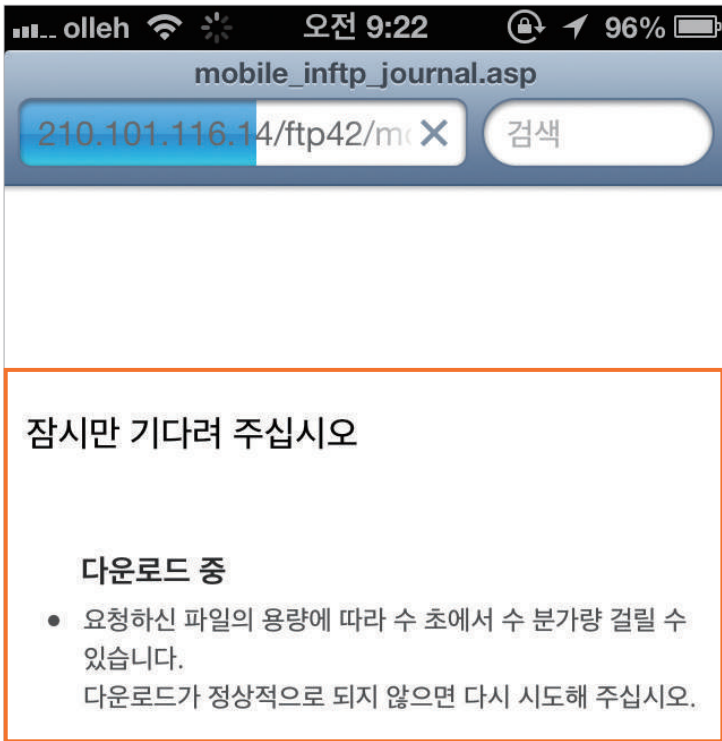 olleh 오전 9:22 96%
mobile_inftp_journal.asp
210.101.116.14/ftp42/m 검색
잠시만 기다려 주십시오
다운로드 중
● 요청하신 파일의 용량에 따라 수 초에서 수 분가량 걸릴 수
있습니다.
다운로드가 정상적으로 되지 않으면 다시 시도해 주십시오.